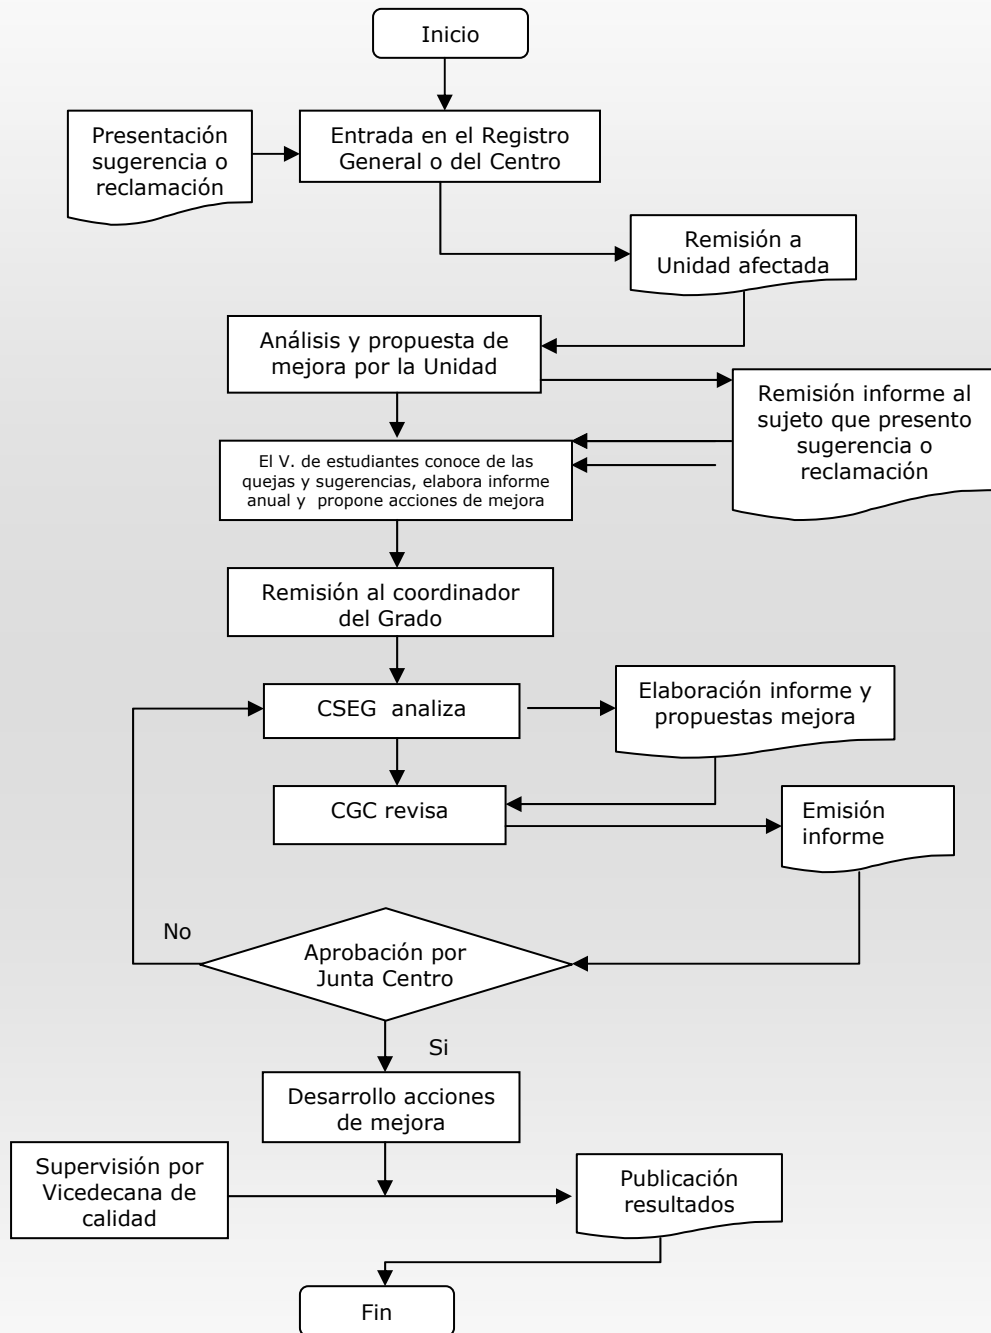 Inicio
Presentación
sugerencia o
reclamación
Entrada en el Registro
General o del Centro
Remisión a
Unidad afectada
Análisis y propuesta de
mejora por la Unidad
Remisión informe al
sujeto que presento
sugerencia o
reclamación
El V. de estudiantes conoce de las
quejas y sugerencias, elabora informe
anual y propone acciones de mejora
Remisión al coordinador
del Grado
CSEG analiza
Elaboración informe y
propuestas mejora
CGC revisa
Emisión
informe
No
Aprobación por
Junta Centro
Si
Desarrollo acciones
de mejora
Supervisión por
Vicedecana de
calidad
Publicación
resultados
Fin